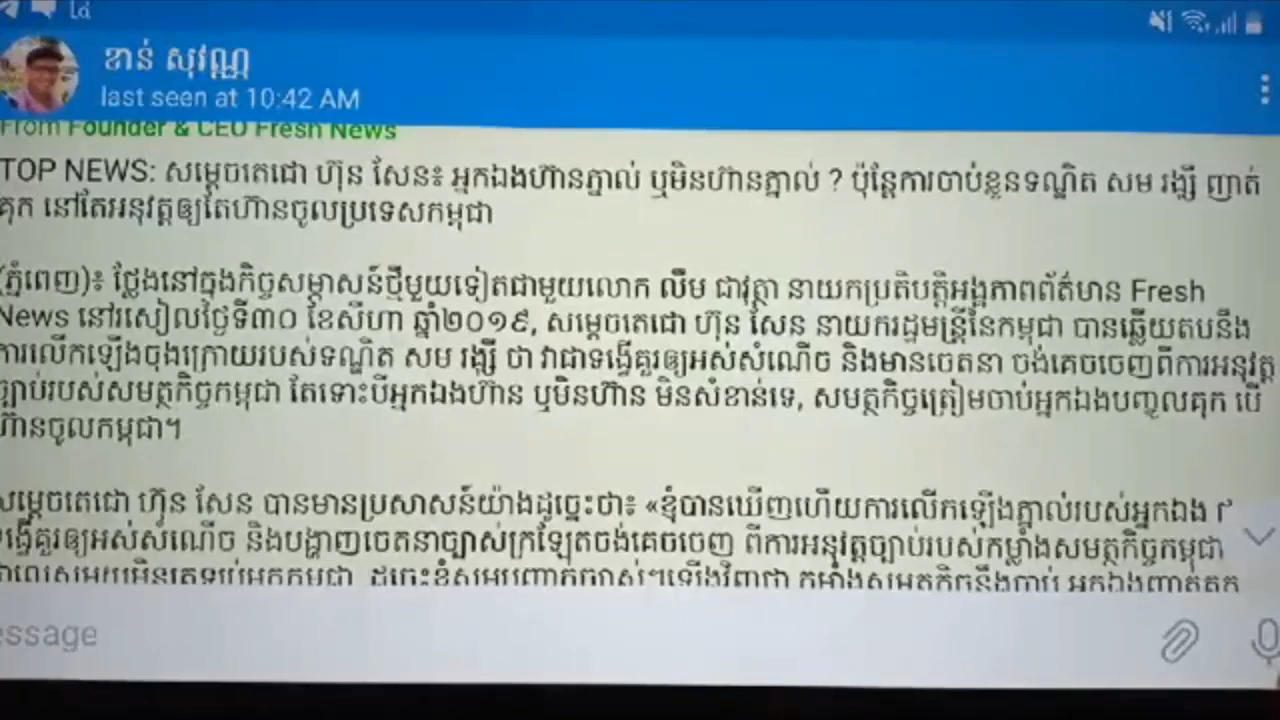 ខាន់ សុវណ្ណ
last seen at 10:42 AM
From Founder & CEO Fresh News
TOP NEWS: សម្តេចតេជោ ហ៊ុន សែន៖ អ្នកឯងហ៊ានភ្នាល់ ឬមិនហ៊ានភ្នាល់ ? ប៉ុន្តែការចាប់ខ្លួនទណ្ឌិត សម រង្ស៊ី ញាត់
គុក នៅតែអនុវត្តឲ្យតែហ៊ានចូលប្រទេសកម្ពុជា
(ភ្នំពេញ)៖ ថ្លែងនៅក្នុងកិច្ចសម្ភាសន៍ថ្មីមួយទៀតជាមួយលោក លឹម ជាវុត្ថា នាយកប្រតិបត្តិអង្គភាពព័ត៌មាន Fresh
News នៅរសៀលថ្ងៃទី៣០ ខែសីហា ឆ្នាំ២០១៩, សម្តេចតេជោ ហ៊ុន សែន នាយករដ្ឋមន្ត្រីនៃកម្ពុជា បានឆ្លើយតបនឹង
ការលើកឡើងចុងក្រោយរបស់ទណ្ឌិត សម រង្ស៊ី ថា វាជាទង្វើគួរឲ្យអស់សំណើច និងមានចេតនា ចង់គេចចេញពីការអនុវត្ត
ច្បាប់របស់សមត្ថកិច្ចកម្ពុជា តែទោះបីអ្នកឯងហ៊ាន ឬមិនហ៊ាន មិនសំខាន់ទេ, សមត្ថកិច្ចត្រៀមចាប់អ្នកឯងបញ្ចូលគុក បើ
ហ៊ានចូលកម្ពុជា។
សម្តេចតេជោ ហ៊ុន សែន បានមានប្រសាសន៍យ៉ាងដូច្នេះថា៖ «ខ្ញុំបានឃើញហើយការលើកឡើងភ្នាល់របស់អ្នកឯង
ទង្វើគួរឲ្យអស់សំណើច និងបង្ហាញចេតនាច្បាស់ក្រឡែតចង់គេចចេញ ពីការអនុវត្តច្បាប់របស់កម្លាំងសមត្ថកិច្ចកម្ពុជា
essage